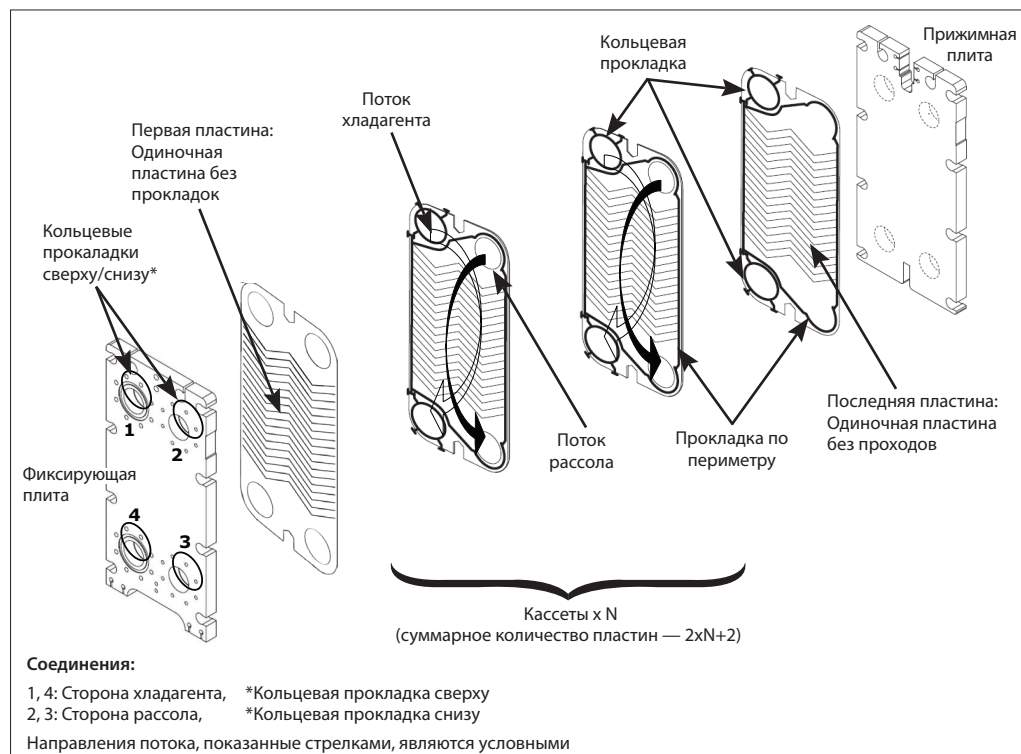 Кольцевая
прокладка
Прижимная
плита
Поток
хладагента
Первая пластина:
Одиночная
пластина без
прокладок
Кольцевые
прокаладки
сверху/снизу*
1
2
Фиксирующая
плита
4
3
Поток
рассола
Прокладка по
периметру
Последняя пластина:
Одиночная пластина
без проходов
Кассеты x N
(суммарное количество пластин — 2xN+2)
Соединения:
1, 4: Сторона хладагента, *Кольцевая прокладка сверху
2, 3: Сторона рассола, *Кольцевая прокладка снизу
Направления потока, показанные стрелками, являются условными